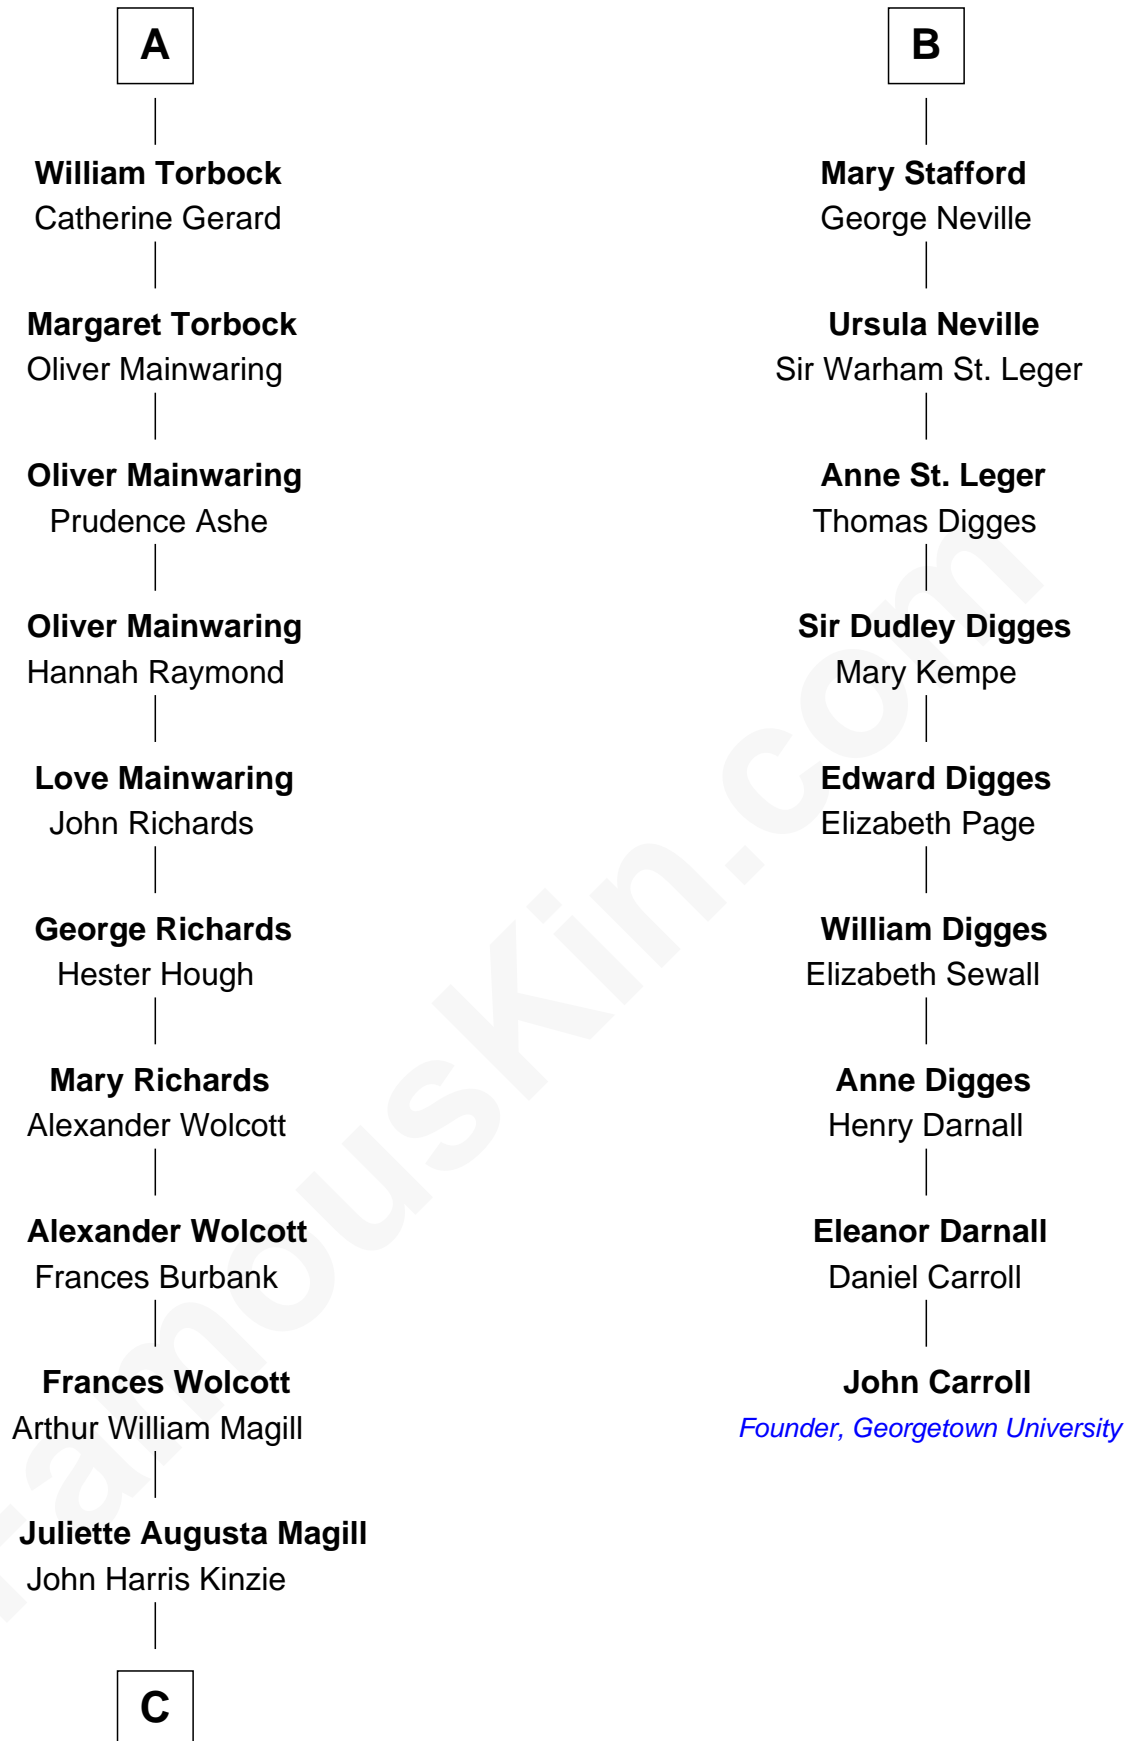 A
William Torbock
Catherine Gerard
Margaret Torbock
Oliver Mainwaring
Oliver Mainwaring
Prudence Ashe
Oliver Mainwaring
Hannah Raymond
Love Mainwaring
John Richards
George Richards
Hester Hough
Mary Richards
Alexander Wolcott
Alexander Wolcott
Frances Burbank
Frances Wolcott
Arthur William Magill
Juliette Augusta Magill
John Harris Kinzie
C
B
Mary Stafford
George Neville
Ursula Neville
Sir Warham St. Leger
Anne St. Leger
Thomas Digges
Sir Dudley Digges
Mary Kempe
Edward Digges
Elizabeth Page
William Digges
Elizabeth Sewall
Anne Digges
Henry Darnall
Eleanor Darnall
Daniel Carroll
John Carroll
Founder, Georgetown University
FamousKin.com